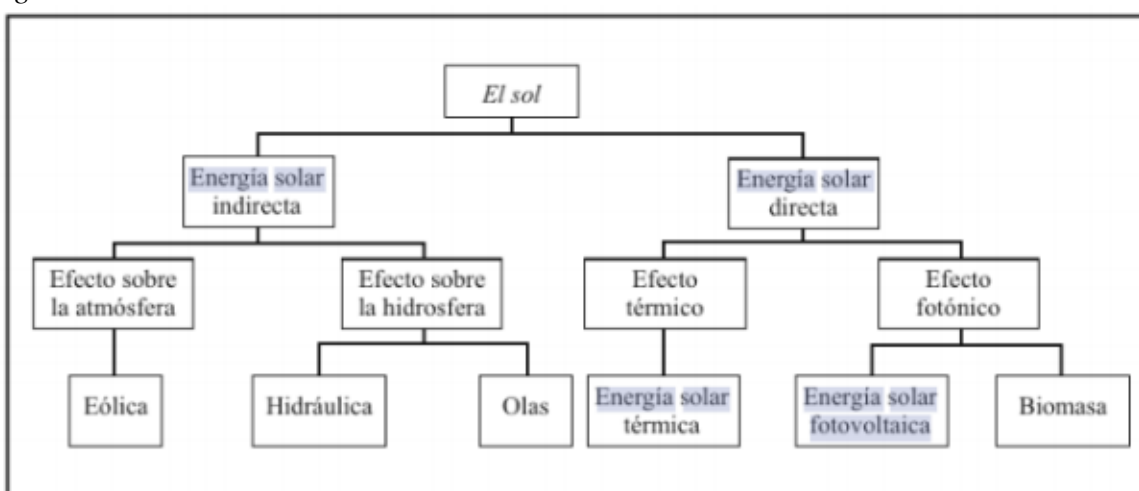 El sol
Energía solar
indirecta
Energía solar
directa
Efecto sobre
la atmósfera
Efecto sobre
la hidrosfera
Efecto
térmico
Efecto
fotónico
Eólica
Hidráulica
Olas
Energía solar
térmica
Energía solar
fotovoltaica
Biomasa